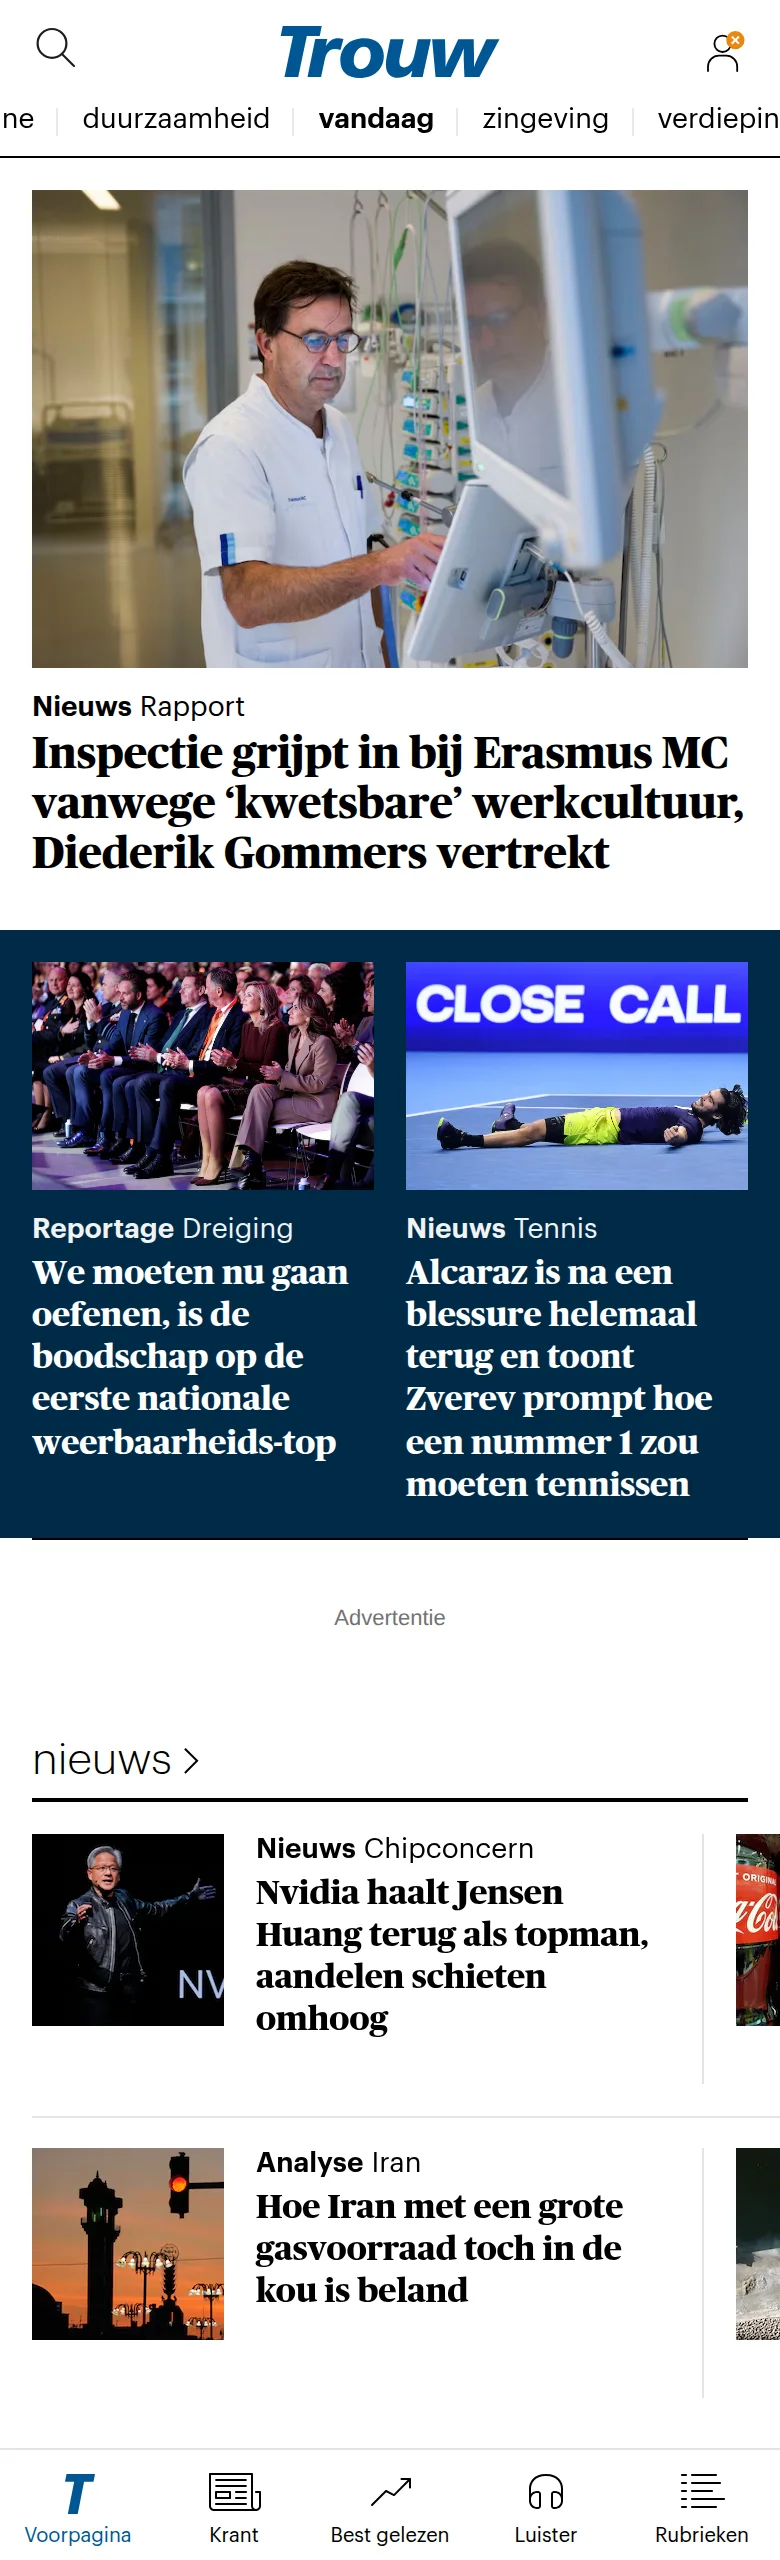 Trouw
ne duurzaamheid vandaag zingeving verdiepin
Nieuws Rapport
Inspectie grijpt in bij Erasmus MC
vanwege ‘kwetsbare’ werkcultuur,
Diederik Gommers vertrekt
CLOSE CALL
Reportage Dreiging
We moeten nu gaan
oefenen, is de
boodschap op de
eerste nationale
weerbaarheids-top
Nieuws Tennis
Alcaraz is na een
blessure helemaal
terug en toont
Zverev prompt hoe
een nummer 1 zou
moeten tennissen
Advertentie
nieuws
NV
Nieuws Chipconcern
Nvidia haalt Jensen
Huang terug als topman,
aandelen schieten
omhoog
ORIGINA
Analyse Iran
Hoe Iran met een grote
gasvoorraad toch in de
kou is beland
T
Voorpagina Krant Best gelezen Luister Rubrieken